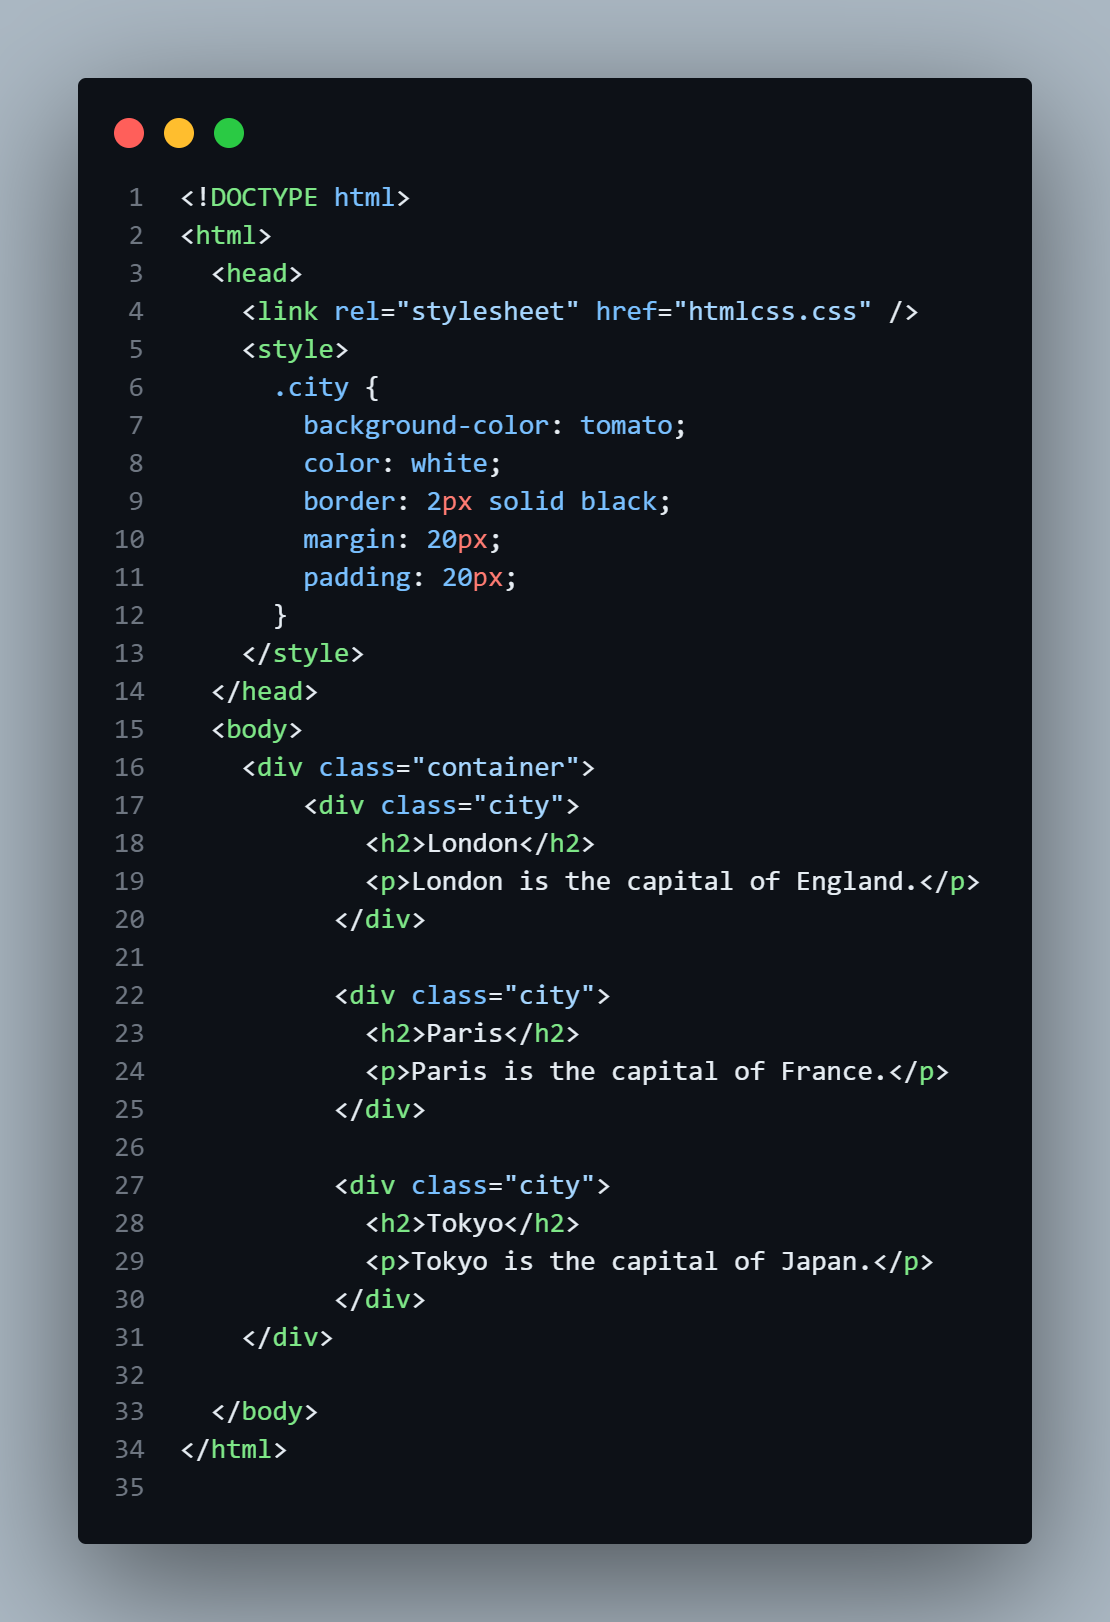 1 <!DOCTYPE html>
2 <html>
3   <head>
4     <link rel="stylesheet" href="htmlcss.css" />
5     <style>
6       .city {
7         background-color: tomato;
8         color: white;
9         border: 2px solid black;
10         margin: 20px;
11         padding: 20px;
12       }
13     </style>
14   </head>
15   <body>
16     <div class="container">
17         <div class="city">
18             <h2>London</h2>
19             <p>London is the capital of England.</p>
20           </div>
21
22           <div class="city">
23             <h2>Paris</h2>
24             <p>Paris is the capital of France.</p>
25           </div>
26
27           <div class="city">
28             <h2>Tokyo</h2>
29             <p>Tokyo is the capital of Japan.</p>
30           </div>
31     </div>
32
33   </body>
34 </html>
35